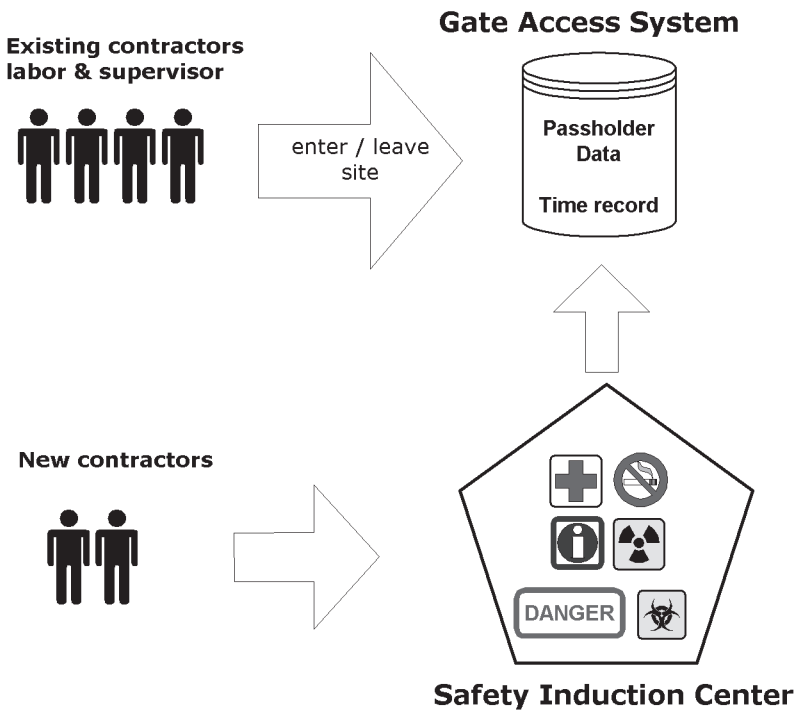 Gate Access System
Existing contractors
labor & supervisor
enter / leave
site
Passholder
Data
Time record
New contractors
DANGER
Safety Induction Center